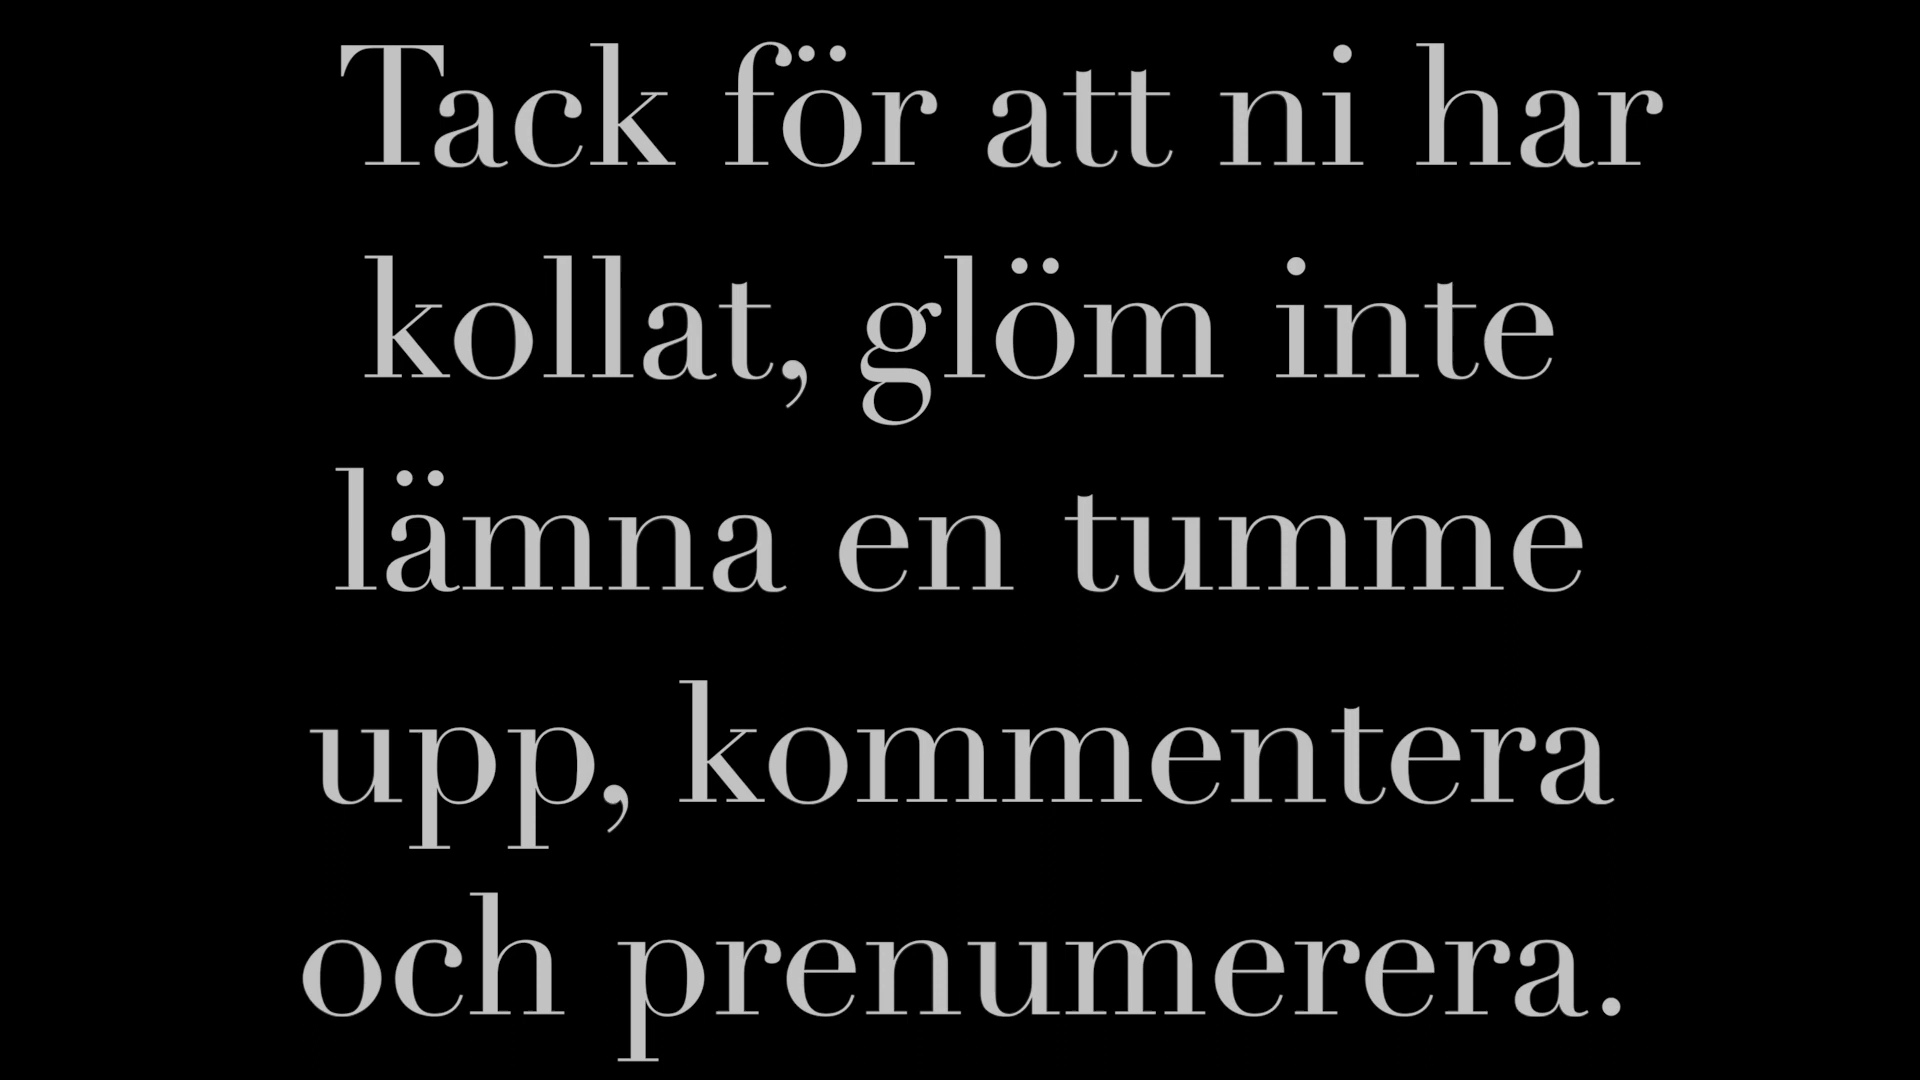 Tack för att ni har
kollat, glöm inte
lämna en tumme
upp, kommentera
och prenumerera.